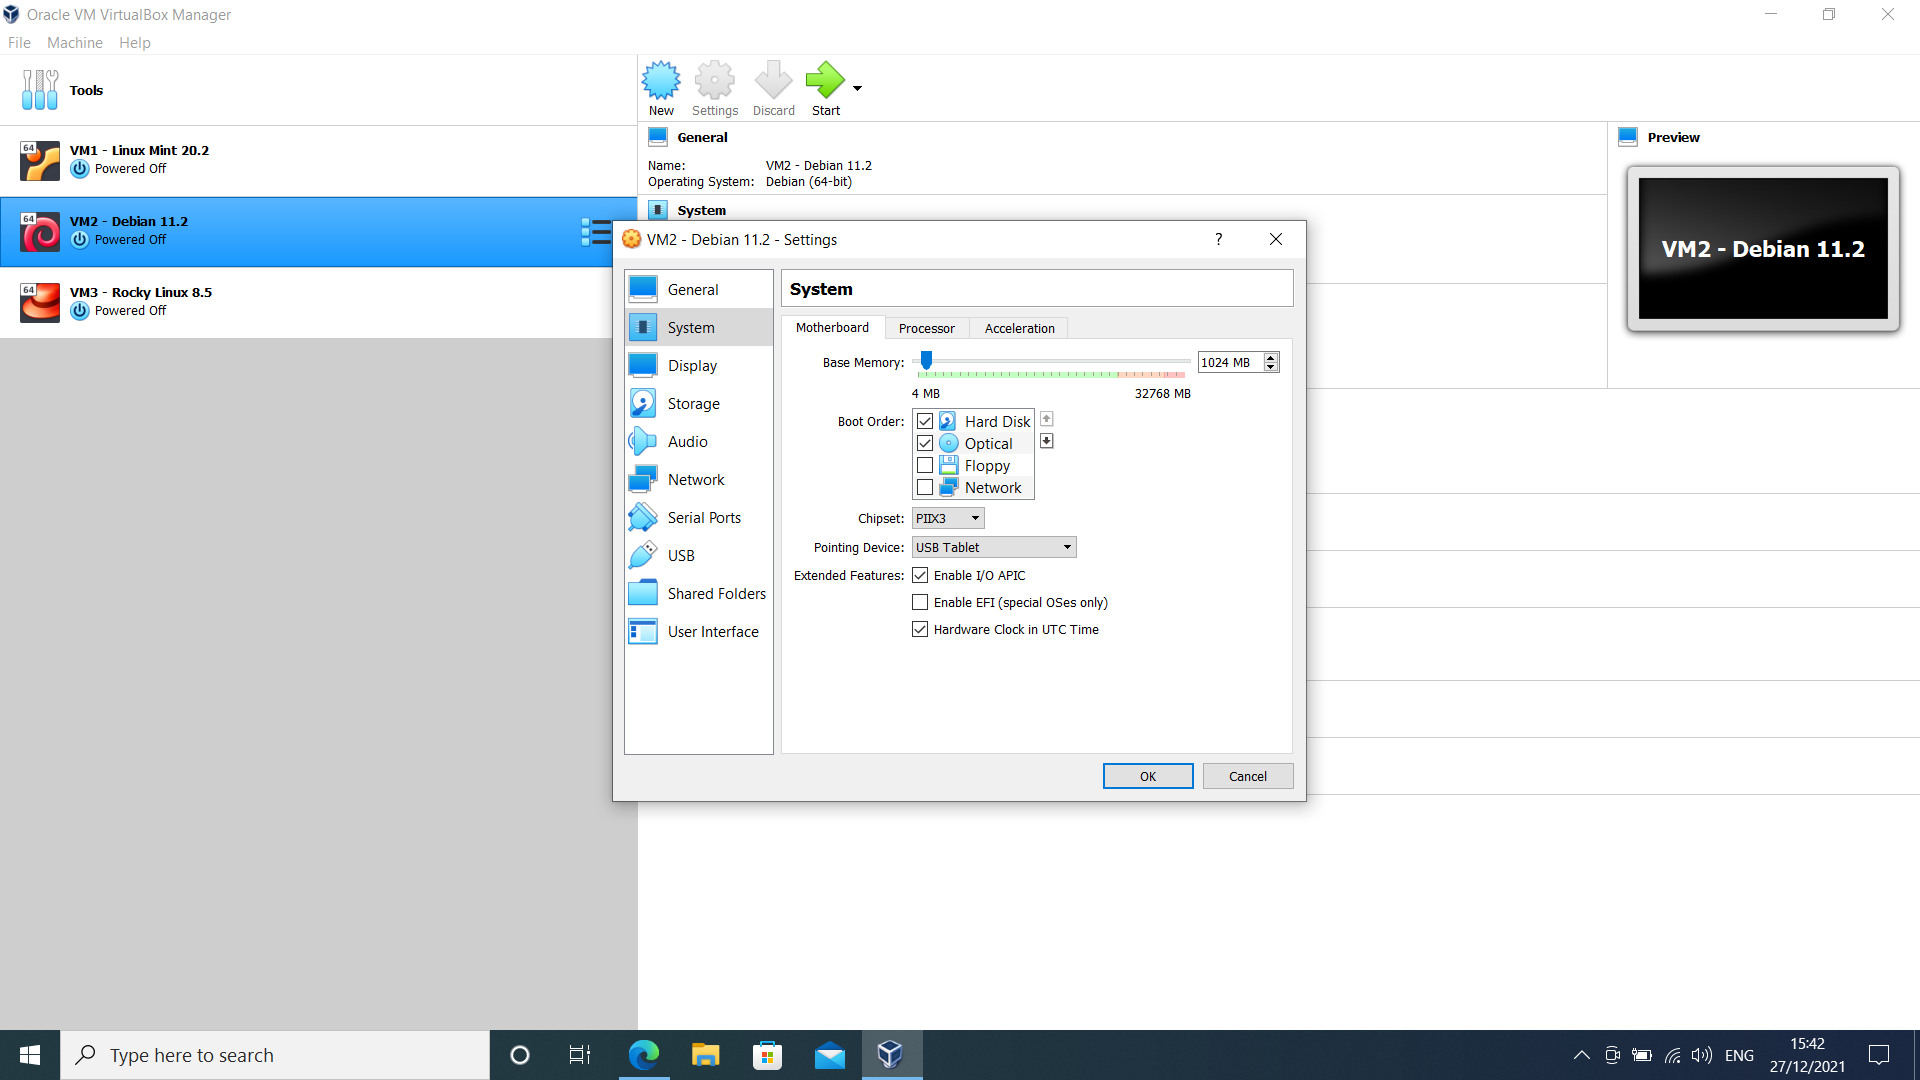 Oracle VM VirtualBox Manager
File Machine Help
Tools
New Settings Discard Start
64 VM1 - Linux Mint 20.2
Powered Off
64 VM2 - Debian 11.2
Powered Off
64 VM3 - Rocky Linux 8.5
Powered Off
General
Name: VM2 - Debian 11.2
Operating System: Debian (64-bit)
System
Preview
VM2 - Debian 11.2
VM2 - Debian 11.2 - Settings ?
General
System
Display
Storage
Audio
Network
Serial Ports
USB
Shared Folders
User Interface
System
Motherboard Processor Acceleration
Base Memory: 1024 MB
4 MB 32768 MB
Boot Order: Hard Disk
Optical
Floppy
Network
Chipset: PIIX3
Pointing Device: USB Tablet
Extended Features: Enable I/O APIC
Enable EFI (special OSes only)
Hardware Clock in UTC Time
OK Cancel
Type here to search
ENG
15:42
27/12/2021